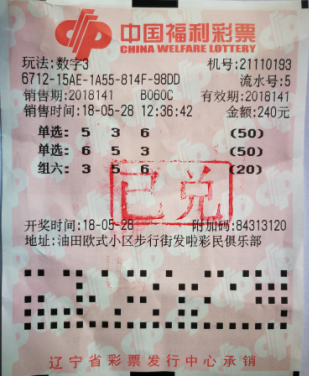 中国福利彩票
CHINA WELFARE LOTTERY
玩法:数字3 机号:21110193
6712-15AE-1A55-814F-98DD 流水号:5
销售期:2018141 B060C 有效期:2018141
销售时间:18-05-28 12:36:42 金额:240元
单选: 5 3 6 (50)
单选: 6 5 3 (50)
组六: 3 5 6 (20)
已兑
开奖时间:18-05-28 附加码:84313120
地址:油田欧式小区步行街发啦彩民俱乐部
辽宁省彩票发行中心承销